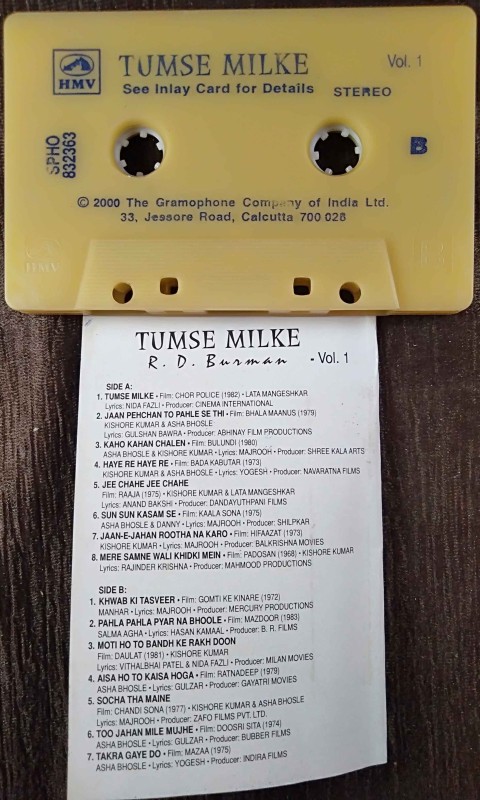 HMV
TUMSE MILKE
Vol. 1
See Inlay Card for Details
STEREO
SPHO
832363
B
© 2000 The Gramophone Company of India Ltd.
33, Jessore Road, Calcutta 700 028
HMV
TUMSE MILKE
R. D. Burman - Vol. 1
SIDE A:
1. TUMSE MILKE • Film: CHOR POLICE (1982) • LATA MANGESHKAR
Lyrics: NIDA FAZLI • Producer: CINEMA INTERNATIONAL
2. JAAN PEHCHAN TO PAHLE SE THI • Film: BHALA MAANUS (1979)
KISHORE KUMAR & ASHA BHOSLE
Lyrics: GULSHAN BAWRA • Producer: ABHINAY FILM PRODUCTIONS
3. KAHO KAHAN CHALEN • Film: BULUNDI (1980)
ASHA BHOSLE & KISHORE KUMAR • Lyrics: MAJROOH • Producer: SHREE KALA ARTS
4. HAYE RE HAYE RE • Film: BADA KABUTAR (1973)
KISHORE KUMAR & ASHA BHOSLE • Lyrics: YOGESH • Producer: NAVARATNA FILMS
5. JEE CHAHE JEE CHAHE
Film: RAAJA (1975) • KISHORE KUMAR & LATA MANGESHKAR
Lyrics: ANAND BAKSHI • Producer: DANDAYUTHPANI FILMS
6. SUN SUN KASAM SE • Film: KAALA SONA (1975)
ASHA BHOSLE & DANNY • Lyrics: MAJROOH • Producer: SHILPKAR
7. JAAN-E-JAHAN ROOTHA NA KARO • Film: HIFAAZAT (1973)
KISHORE KUMAR • Lyrics: MAJROOH • Producer: BALKRISHNA MOVIES
8. MERE SAMNE WALI KHIDKI MEIN • Film: PADOSAN (1968) • KISHORE KUMAR
Lyrics: RAJINDER KRISHNA • Producer: MAHMOOD PRODUCTIONS
SIDE B:
1. KHWAB KI TASVEER • Film: GOMTI KE KINARE (1972)
MANHAR • Lyrics: MAJROOH • Producer: MERCURY PRODUCTIONS
2. PAHLA PAHLA PYAR NA BHOOLE • Film: MAZDOOR (1983)
SALMA AGHA • Lyrics: HASAN KAMAAL • Producer: B. R. FILMS
3. MOTI HO TO BANDH KE RAKH DOON
Film: DAULAT (1981) • KISHORE KUMAR
Lyrics: VITHALBHAI PATEL & NIDA FAZLI • Producer: MILAN MOVIES
4. AISA HO TO KAISA HOGA • Film: RATNADEEP (1979)
ASHA BHOSLE • Lyrics: GULZAR • Producer: GAYATRI MOVIES
5. SOCHA THA MAINE
Film: CHANDI SONA (1977) • KISHORE KUMAR & ASHA BHOSLE
Lyrics: MAJROOH • Producer: ZAFO FILMS PVT. LTD.
6. TOO JAHAN MILE MUJHE • Film: DOOSRI SITA (1974)
ASHA BHOSLE • Lyrics: GULZAR • Producer: BUBBER FILMS
7. TAKRA GAYE DO • Film: MAZAA (1975)
ASHA BHOSLE • Lyrics: YOGESH • Producer: INDIRA FILMS